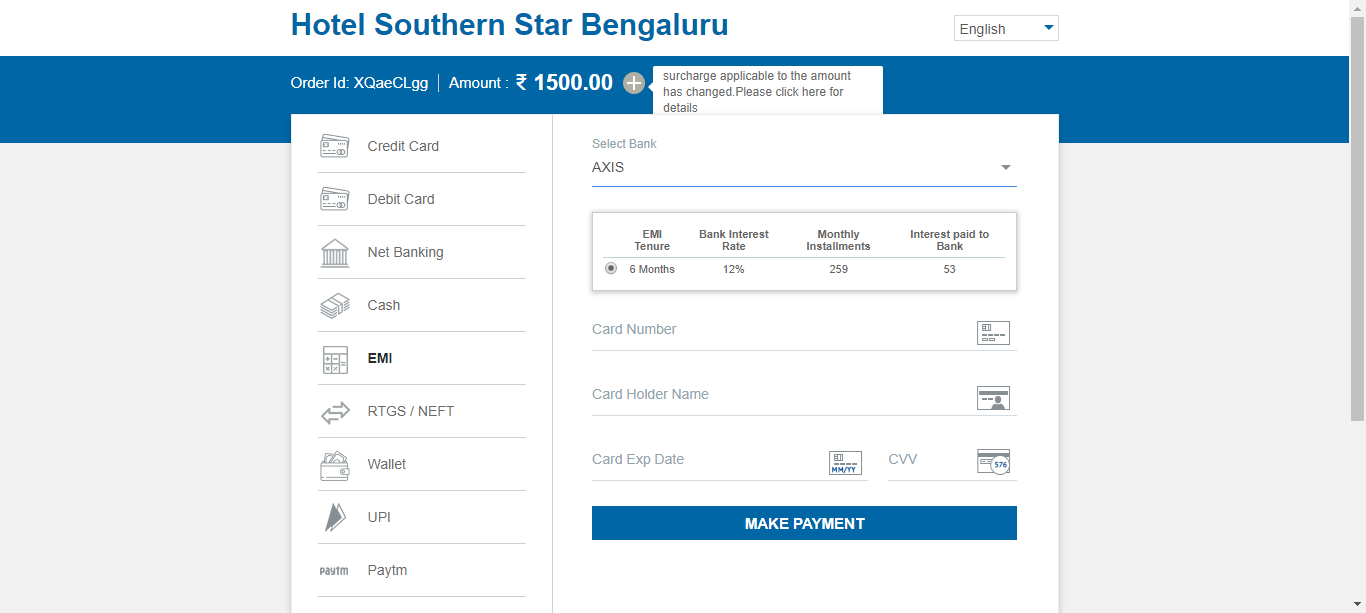 Hotel Southern Star Bengaluru
English
Order Id: XQaeCLgg | Amount : ₹ 1500.00
surcharge applicable to the amount
has changed.Please click here for
details
Credit Card
Debit Card
Net Banking
Cash
EMI
RTGS / NEFT
Wallet
UPI
Paytm
Paytm
Select Bank
AXIS
EMI Bank Interest Monthly Interest paid to
Tenure Rate Installments Bank
6 Months 12% 259 53
Card Number
Card Holder Name
Card Exp Date MM/YY CVV 576
MAKE PAYMENT